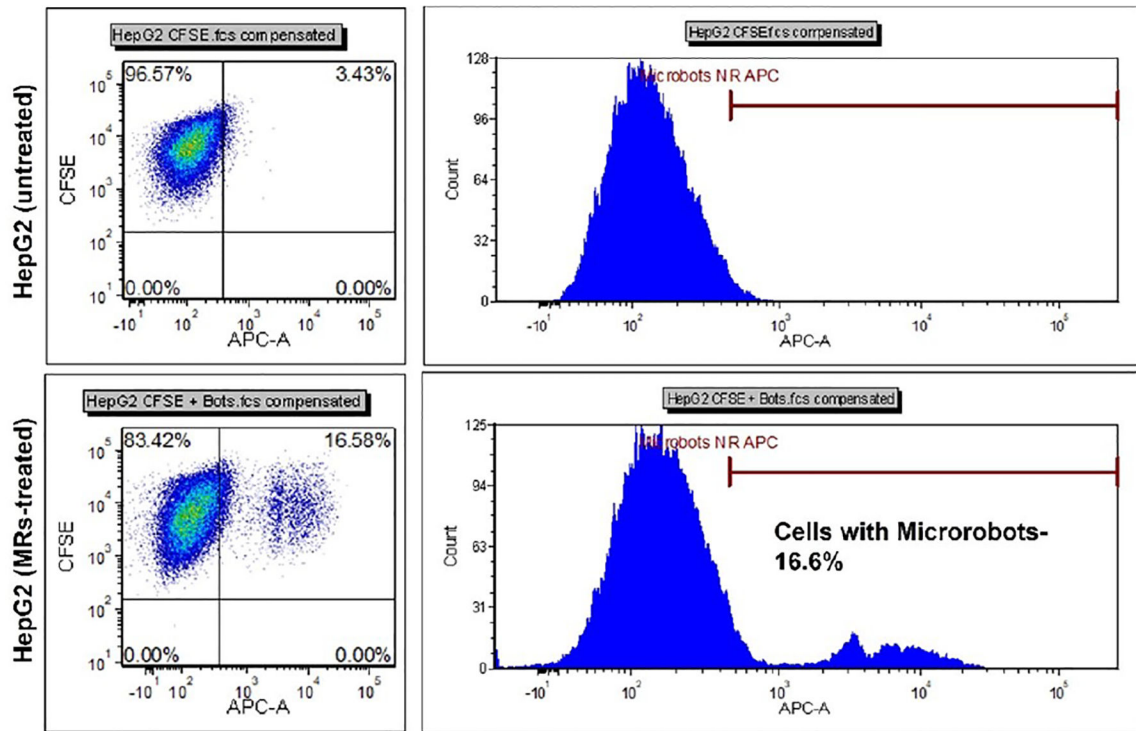 HepG2 (untreated)
HepG2 CFSE.fcs compensated
96.57%
3.43%
10^5
10^4
10^3
10^2
10^1
CFSE
0.00%
0.00%
-10^1
10^2
10^3
10^4
10^5
APC-A
HepG2 CFSE.fcs compensated
Microbots NR APC
128
96
64
32
0
Count
-10^1
10^2
10^3
10^4
10^5
APC-A
HepG2 (MRs-treated)
HepG2 CFSE + Bots.fcs compensated
83.42%
16.58%
10^5
10^4
10^3
10^2
10^1
CFSE
0.00%
0.00%
-10^1
10^2
10^3
10^4
10^5
APC-A
HepG2 CFSE + Bots.fcs compensated
Microbots NR APC
125
94
63
31
0
Count
Cells with Microrobots-
16.6%
-10^1
10^2
10^3
10^4
10^5
APC-A